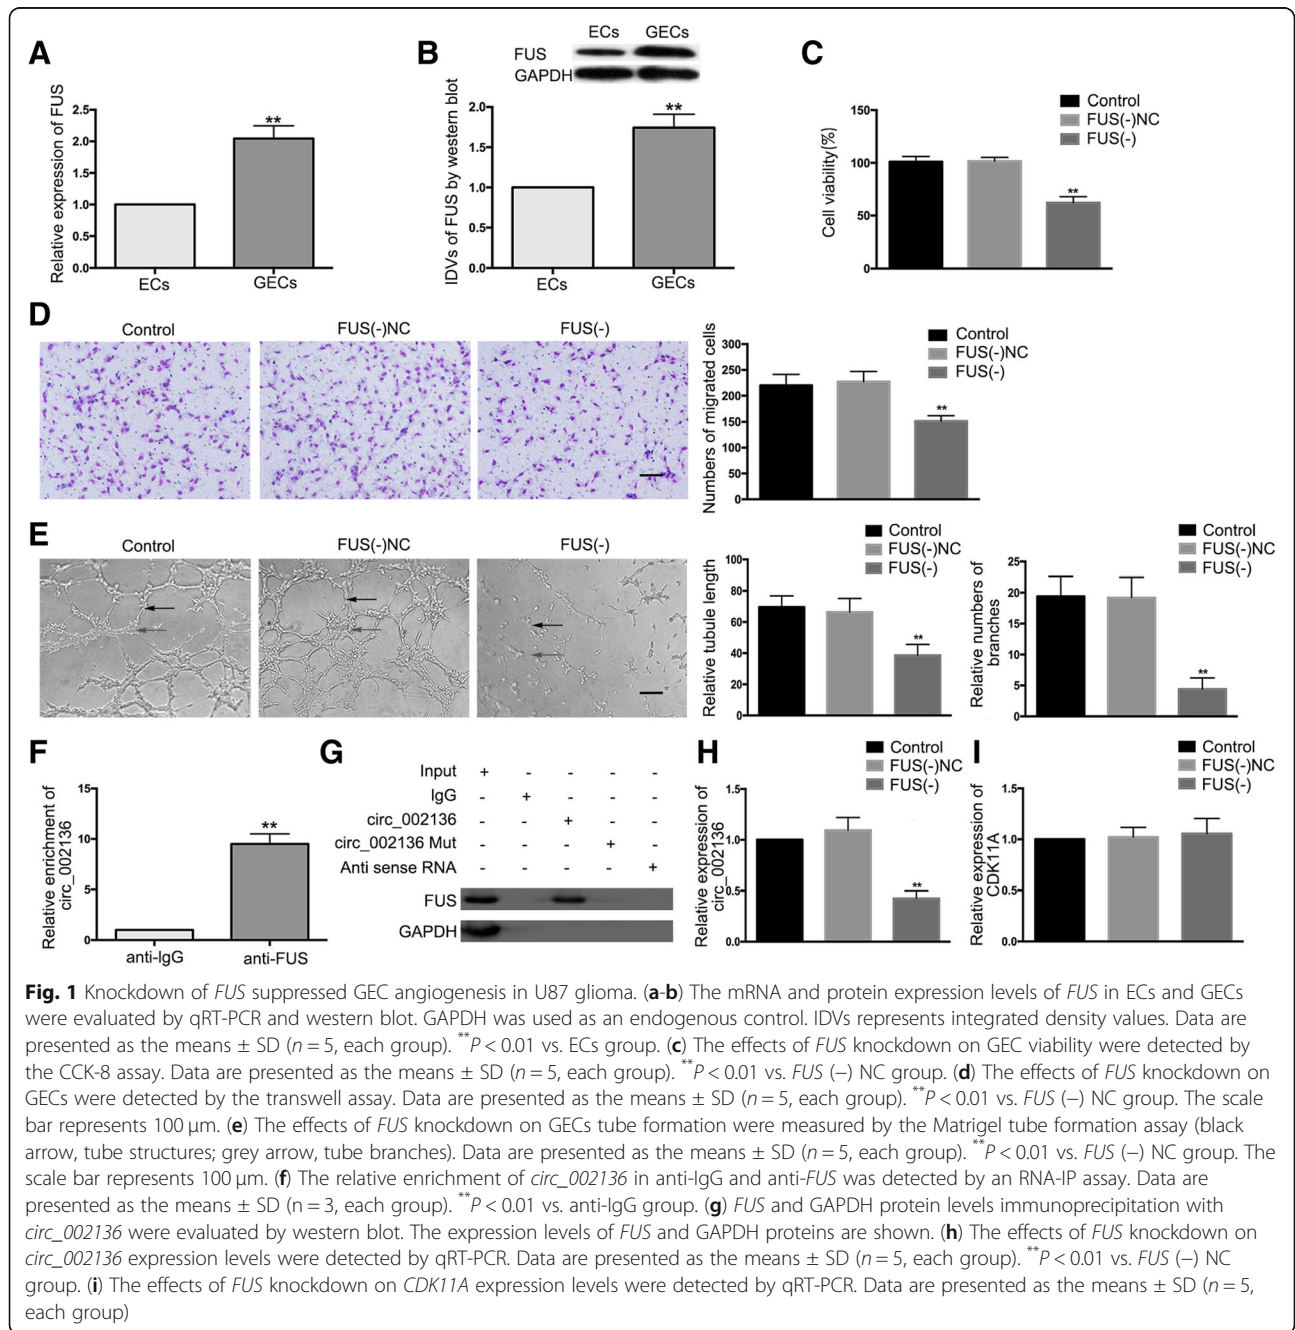 A
Relative expression of FUS
2.5
2.0
1.5
1.0
0.5
0.0
**
ECs
GECs
B
ECs GECs
FUS
GAPDH
IDVs of FUS by western blot
2.0
1.5
1.0
0.5
0.0
**
ECs
GECs
C
Control
FUS(-)NC
FUS(-)
Cell viability(%)
150
100
50
0
**
D
Control
FUS(-)NC
FUS(-)
Control
FUS(-)NC
FUS(-)
Numbers of migrated cells
300
250
200
150
100
50
0
**
E
Control
FUS(-)NC
FUS(-)
Control
FUS(-)NC
FUS(-)
Relative tubule length
100
80
60
40
20
0
**
Control
FUS(-)NC
FUS(-)
Relative numbers of
branches
25
20
15
10
5
0
**
F
Relative enrichment of
circ_002136
15
10
5
0
**
anti-IgG
anti-FUS
G
Input + - - - -
IgG - + - - -
circ_002136 - - + - -
circ_002136 Mut - - - + -
Anti sense RNA - - - - +
FUS
GAPDH
H
Control
FUS(-)NC
FUS(-)
Relative expression of
circ_002136
1.5
1.0
0.5
0.0
**
I
Control
FUS(-)NC
FUS(-)
Relative expression of
CDK11A
1.5
1.0
0.5
0.0
Fig. 1 Knockdown of FUS suppressed GEC angiogenesis in U87 glioma. (a-b) The mRNA and protein expression levels of FUS in ECs and GECs
were evaluated by qRT-PCR and western blot. GAPDH was used as an endogenous control. IDVs represents integrated density values. Data are
presented as the means ± SD (n = 5, each group). **P < 0.01 vs. ECs group. (c) The effects of FUS knockdown on GEC viability were detected by
the CCK-8 assay. Data are presented as the means ± SD (n = 5, each group). **P < 0.01 vs. FUS (−) NC group. (d) The effects of FUS knockdown on
GECs were detected by the transwell assay. Data are presented as the means ± SD (n = 5, each group). **P < 0.01 vs. FUS (−) NC group. The scale
bar represents 100 μm. (e) The effects of FUS knockdown on GECs tube formation were measured by the Matrigel tube formation assay (black
arrow, tube structures; grey arrow, tube branches). Data are presented as the means ± SD (n = 5, each group). **P < 0.01 vs. FUS (−) NC group. The
scale bar represents 100 μm. (f) The relative enrichment of circ_002136 in anti-IgG and anti-FUS was detected by an RNA-IP assay. Data are
presented as the means ± SD (n = 3, each group). **P < 0.01 vs. anti-IgG group. (g) FUS and GAPDH protein levels immunoprecipitation with
circ_002136 were evaluated by western blot. The expression levels of FUS and GAPDH proteins are shown. (h) The effects of FUS knockdown on
circ_002136 expression levels were detected by qRT-PCR. Data are presented as the means ± SD (n = 5, each group). **P < 0.01 vs. FUS (−) NC
group. (i) The effects of FUS knockdown on CDK11A expression levels were detected by qRT-PCR. Data are presented as the means ± SD (n = 5,
each group)